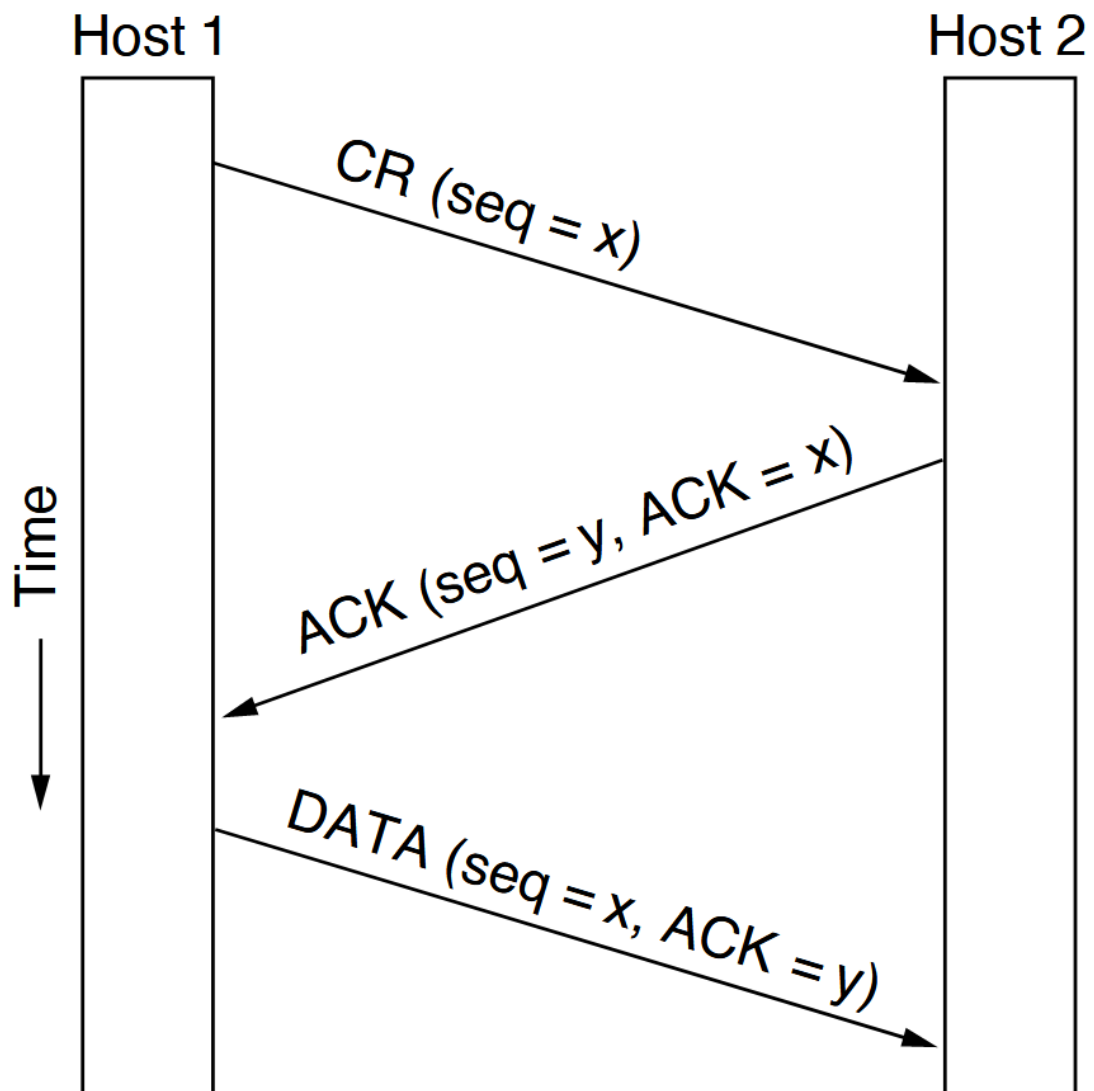 Host 1
Host 2
CR (seq = x)
ACK (seq = y, ACK = x)
Time
DATA (seq = x, ACK = y)